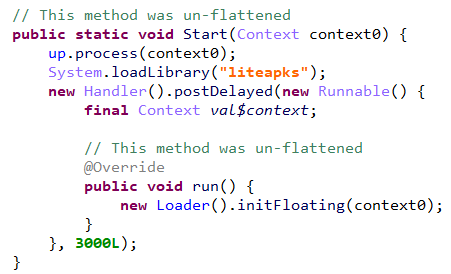 // This method was un-flattened
public static void Start(Context context0) {
    up.process(context0);
    System.loadLibrary("liteapks");
    new Handler().postDelayed(new Runnable() {
        final Context val$context;

        // This method was un-flattened
        @Override
        public void run() {
            new Loader().initFloating(context0);
        }
    }, 3000L);
}